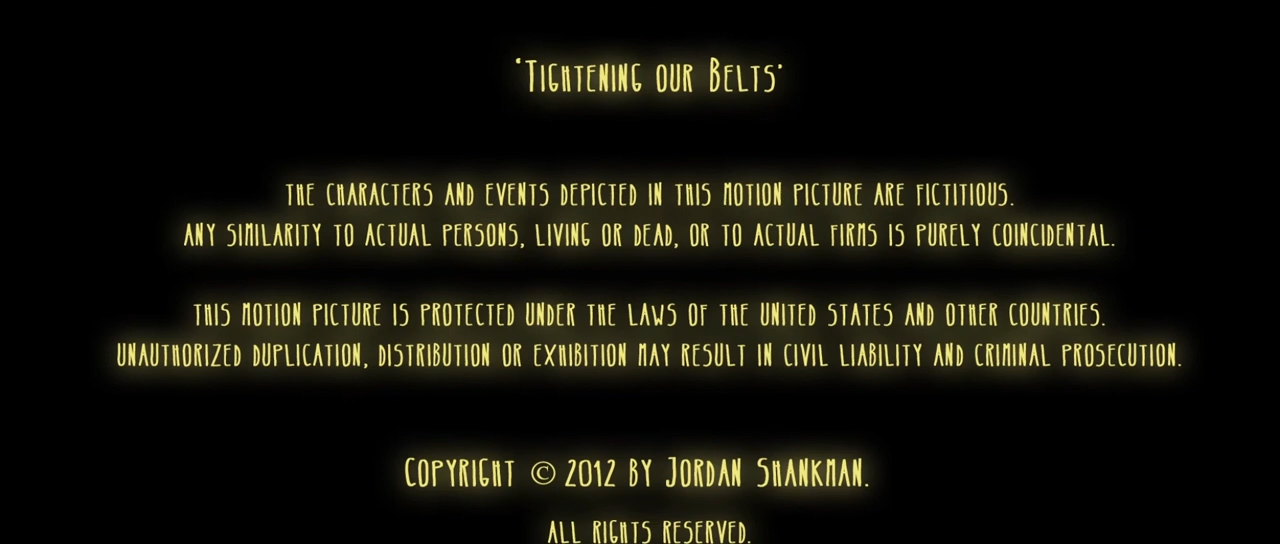 'Tightening our Belts'
the characters and events depicted in this motion picture are fictitious.
any similarity to actual persons, living or dead, or to actual firms is purely coincidental.
this motion picture is protected under the laws of the united states and other countries.
unauthorized duplication, distribution or exhibition may result in civil liability and criminal prosecution.
Copyright © 2012 by Jordan Shankman.
all rights reserved.